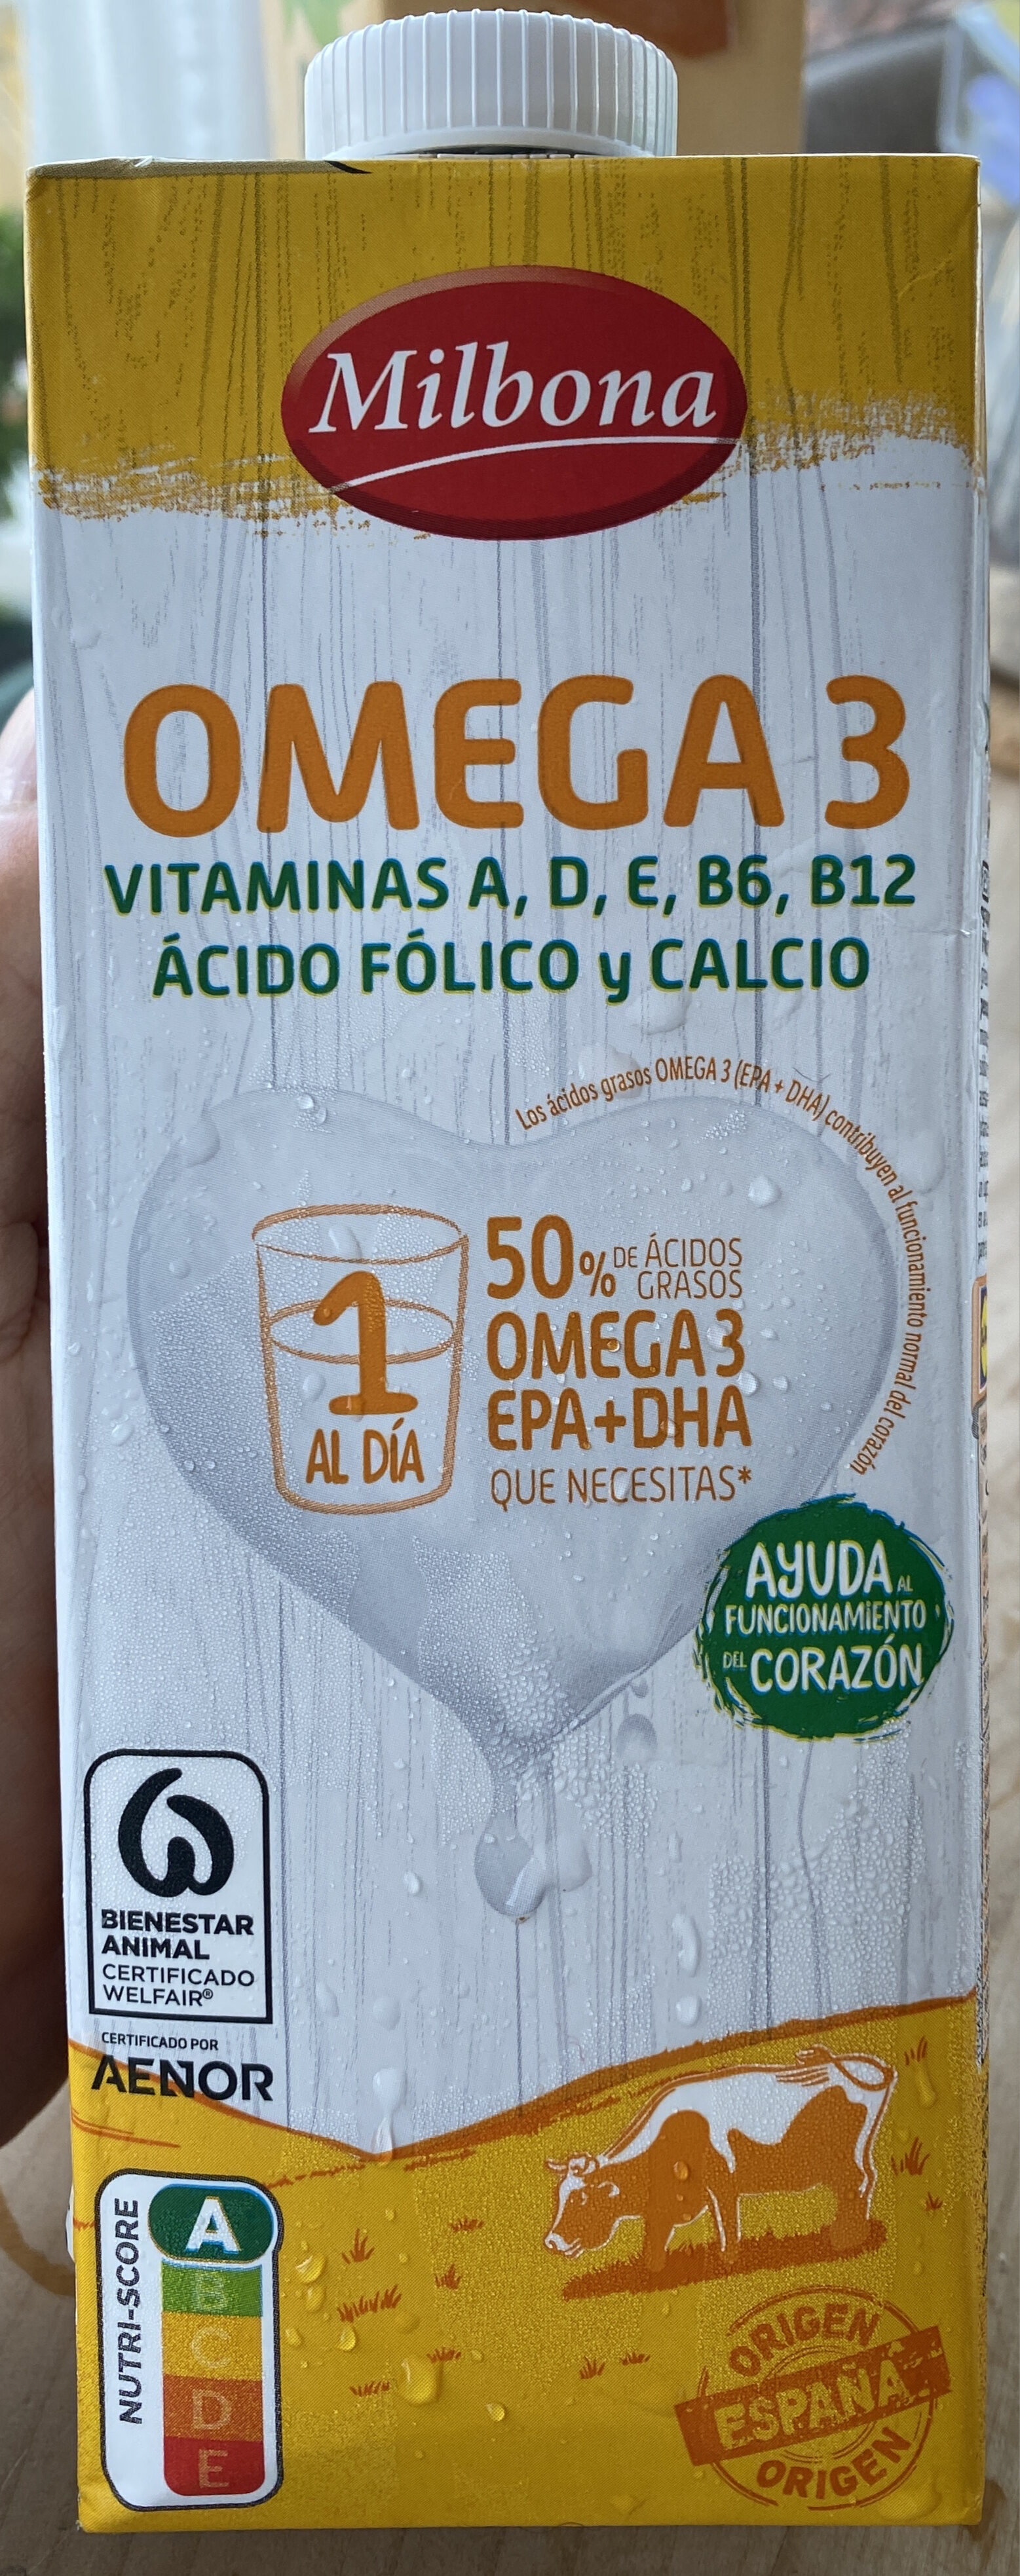 Milbona
OMEGA 3
VITAMINAS A, D, E, B6, B12
ÁCIDO FÓLICO y CALCIO
Los ácidos grasos OMEGA 3 (EPA + DHA) contribuyen al funcionamiento normal del corazón
1
AL DÍA
50% DE ÁCIDOS
GRASOS
OMEGA 3
EPA+DHA
QUE NECESITAS*
AYUDA AL
FUNCIONAMIENTO
DEL CORAZÓN
BIENESTAR
ANIMAL
CERTIFICADO
WELFAIR®
CERTIFICADO POR
AENOR
NUTRI-SCORE
A
B
C
D
E
ORIGEN
ESPAÑA
ORIGEN